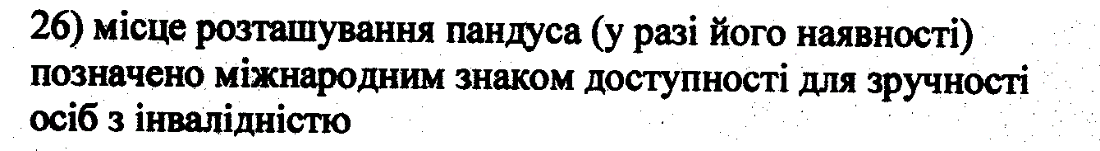 26) місце розташування пандуса (у разі його наявності)
позначено міжнародним знаком доступності для зручності
осіб з інвалідністю